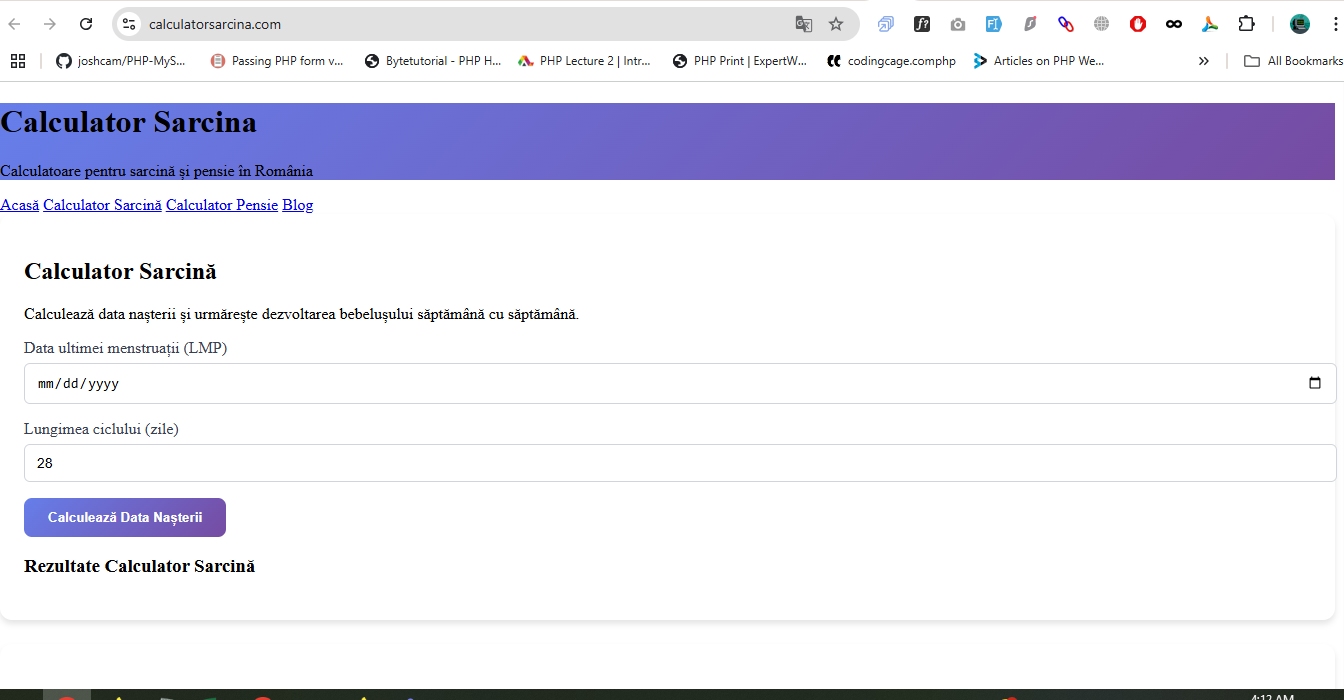 calculatorsarcina.com
joshcam/PHP-MyS...
Passing PHP form v...
Bytetutorial - PHP H...
PHP Lecture 2 | Intr...
PHP Print | ExpertW...
codingcage.comphp
Articles on PHP We...
All Bookmarks
Calculator Sarcina
Calculatoare pentru sarcină și pensie în România
Acasă Calculator Sarcină Calculator Pensie Blog
Calculator Sarcină
Calculează data nașterii și urmărește dezvoltarea bebelușului săptămână cu săptămână.
Data ultimei menstruații (LMP)
mm/dd/yyyy
Lungimea ciclului (zile)
28
Calculează Data Nașterii
Rezultate Calculator Sarcină
4:12 AM